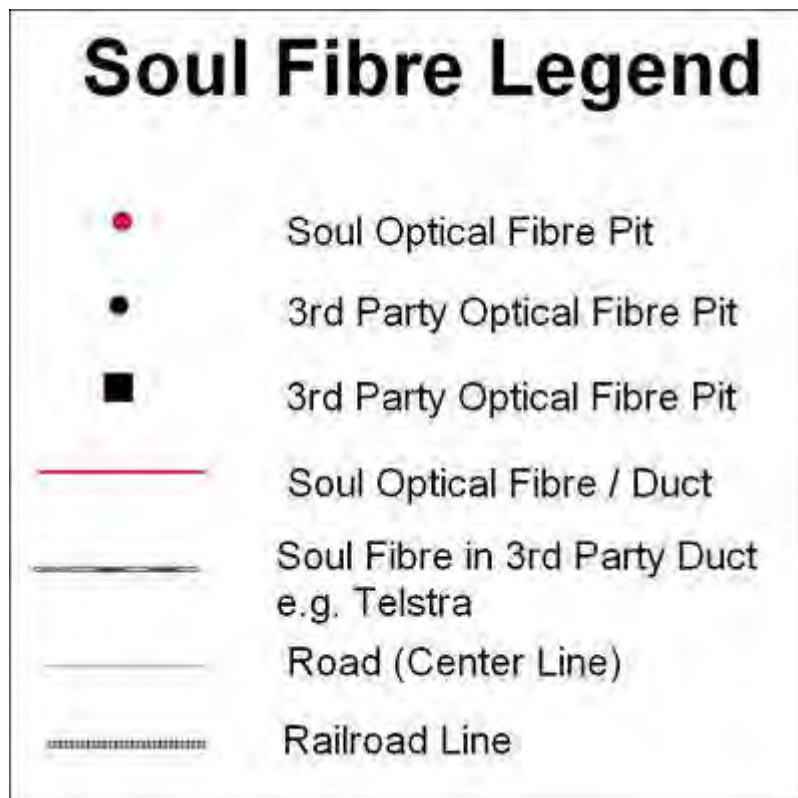 Soul Fibre Legend
Soul Optical Fibre Pit
3rd Party Optical Fibre Pit
3rd Party Optical Fibre Pit
Soul Optical Fibre / Duct
Soul Fibre in 3rd Party Duct
e.g. Telstra
Road (Center Line)
Railroad Line